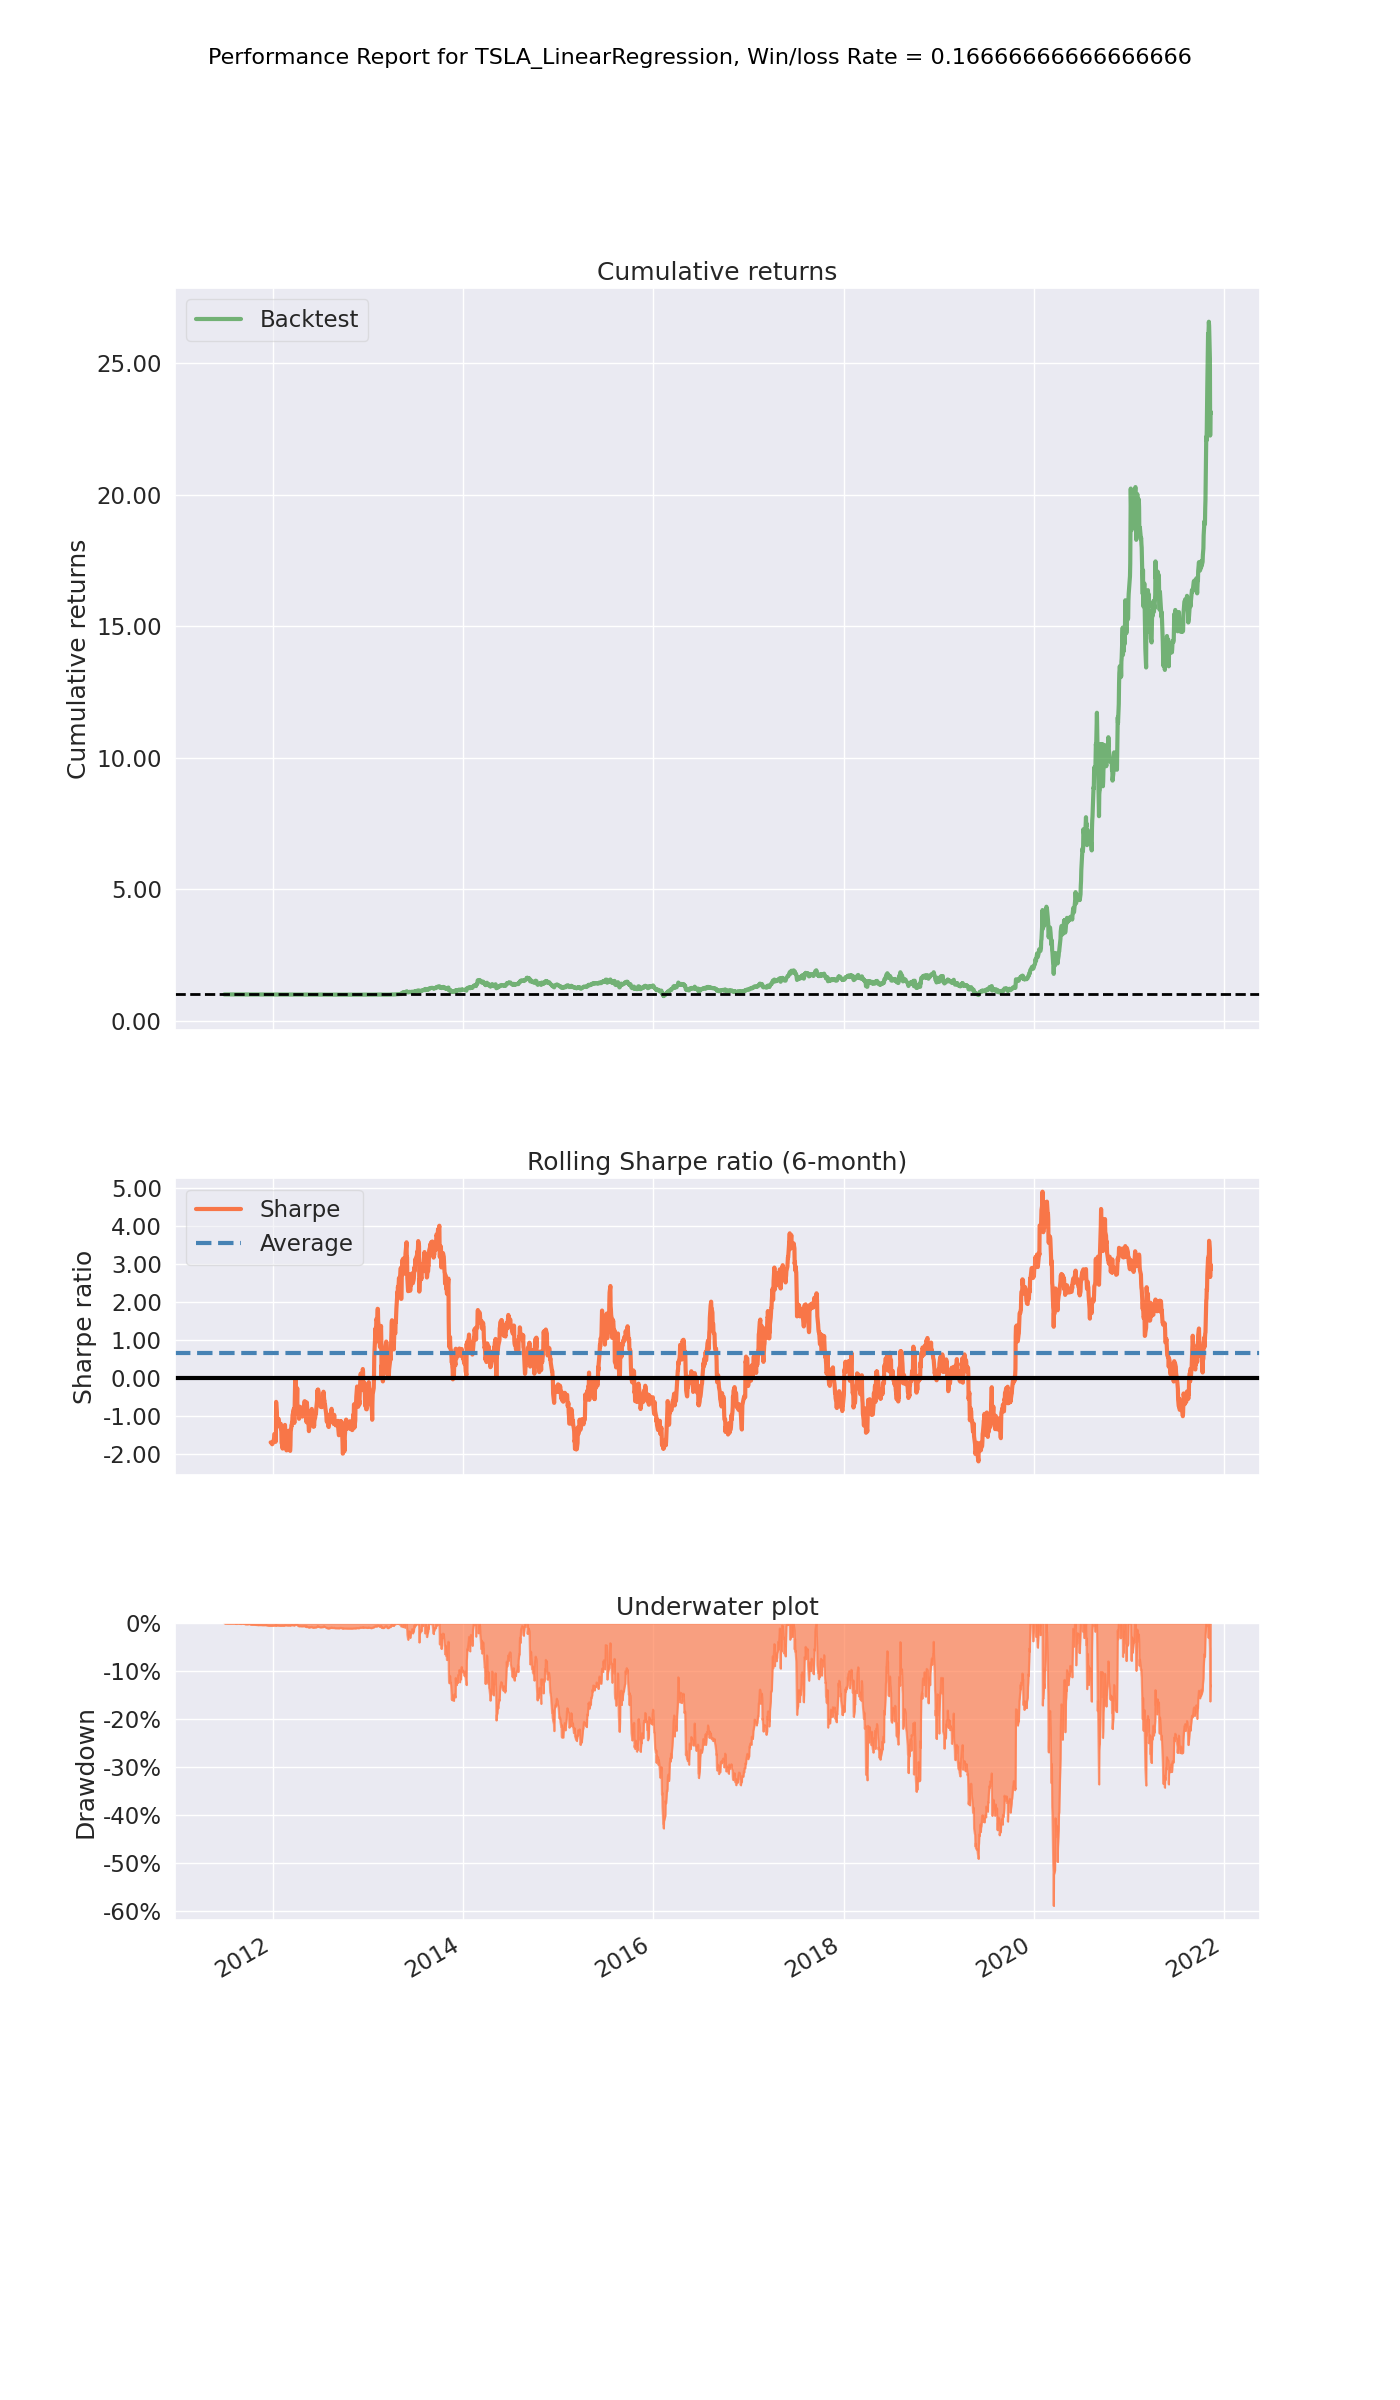 Performance Report for TSLA_LinearRegression, Win/loss Rate = 0.16666666666666666
Cumulative returns
Backtest
25.00
20.00
15.00
10.00
5.00
0.00
Cumulative returns
Rolling Sharpe ratio (6-month)
Sharpe
Average
5.00
4.00
3.00
2.00
1.00
0.00
-1.00
-2.00
Sharpe ratio
Underwater plot
0%
-10%
-20%
-30%
-40%
-50%
-60%
Drawdown
2012
2014
2016
2018
2020
2022